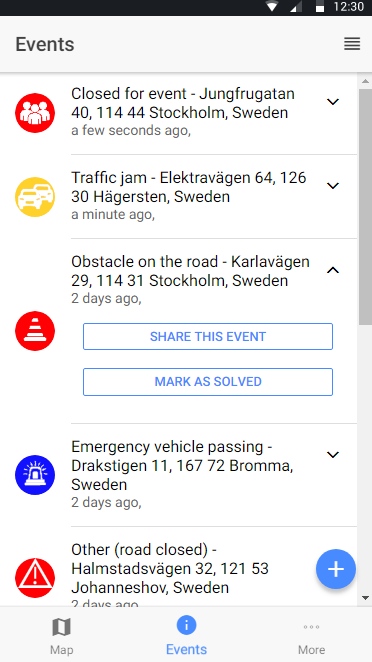 12:30
Events
Closed for event - Jungfrugatan
40, 114 44 Stockholm, Sweden
a few seconds ago,
Traffic jam - Elektravägen 64, 126
30 Hägersten, Sweden
a minute ago,
Obstacle on the road - Karlavägen
29, 114 31 Stockholm, Sweden
2 days ago,
SHARE THIS EVENT
MARK AS SOLVED
Emergency vehicle passing -
Drakstigen 11, 167 72 Bromma,
Sweden
2 days ago,
Other (road closed) -
Halmstadsvägen 32, 121 53
Johanneshov, Sweden
2 days ago
Map
Events
More